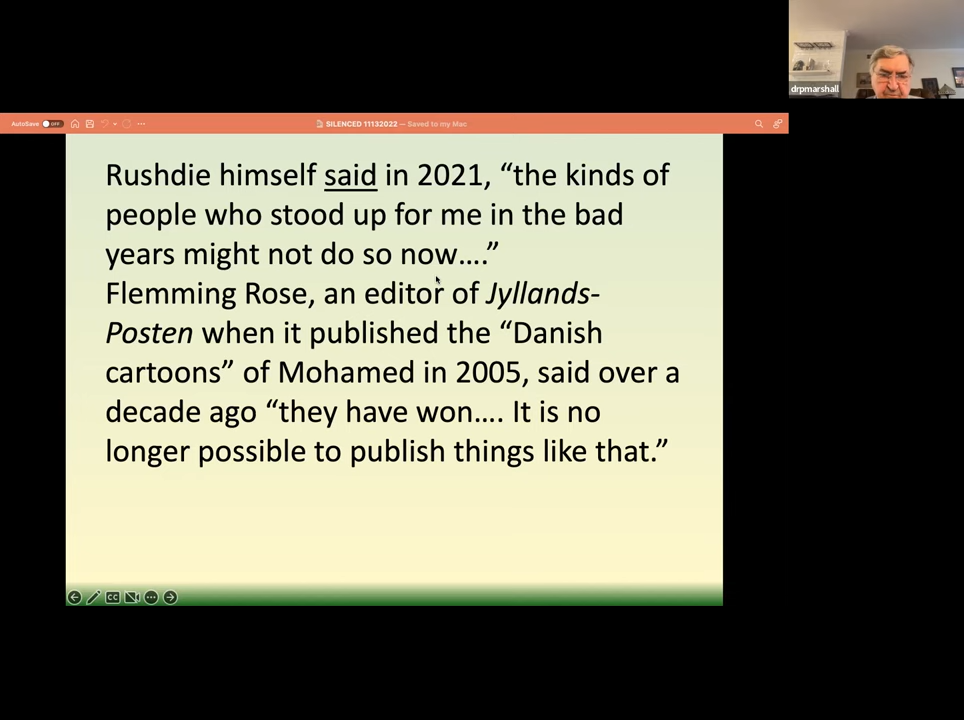 drpmarshall
AutoSave OFF
SILENCED 11132022 — Saved to my Mac
Rushdie himself said in 2021, “the kinds of
people who stood up for me in the bad
years might not do so now….”
Flemming Rose, an editor of Jyllands-
Posten when it published the “Danish
cartoons” of Mohamed in 2005, said over a
decade ago “they have won…. It is no
longer possible to publish things like that.”
CC